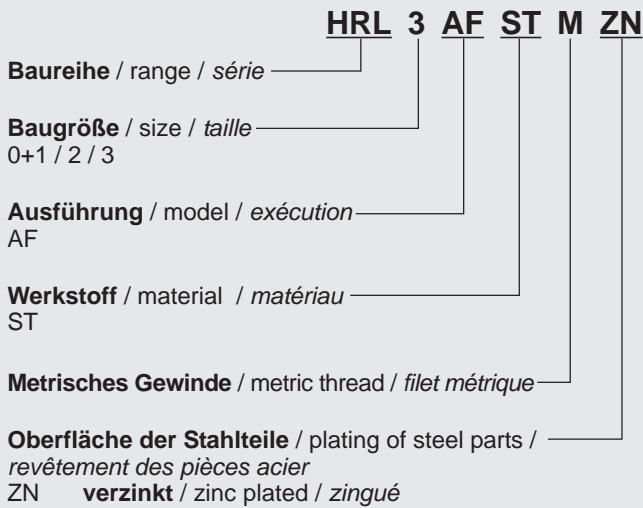 HRL 3 AF ST M ZN
Baureihe / range / série
Baugröße / size / taille
0+1 / 2 / 3
Ausführung / model / exécution
AF
Werkstoff / material / matériau
ST
Metrisches Gewinde / metric thread / filet métrique
Oberfläche der Stahlteile / plating of steel parts /
revêtement des pièces acier
ZN verzinkt / zinc plated / zingué